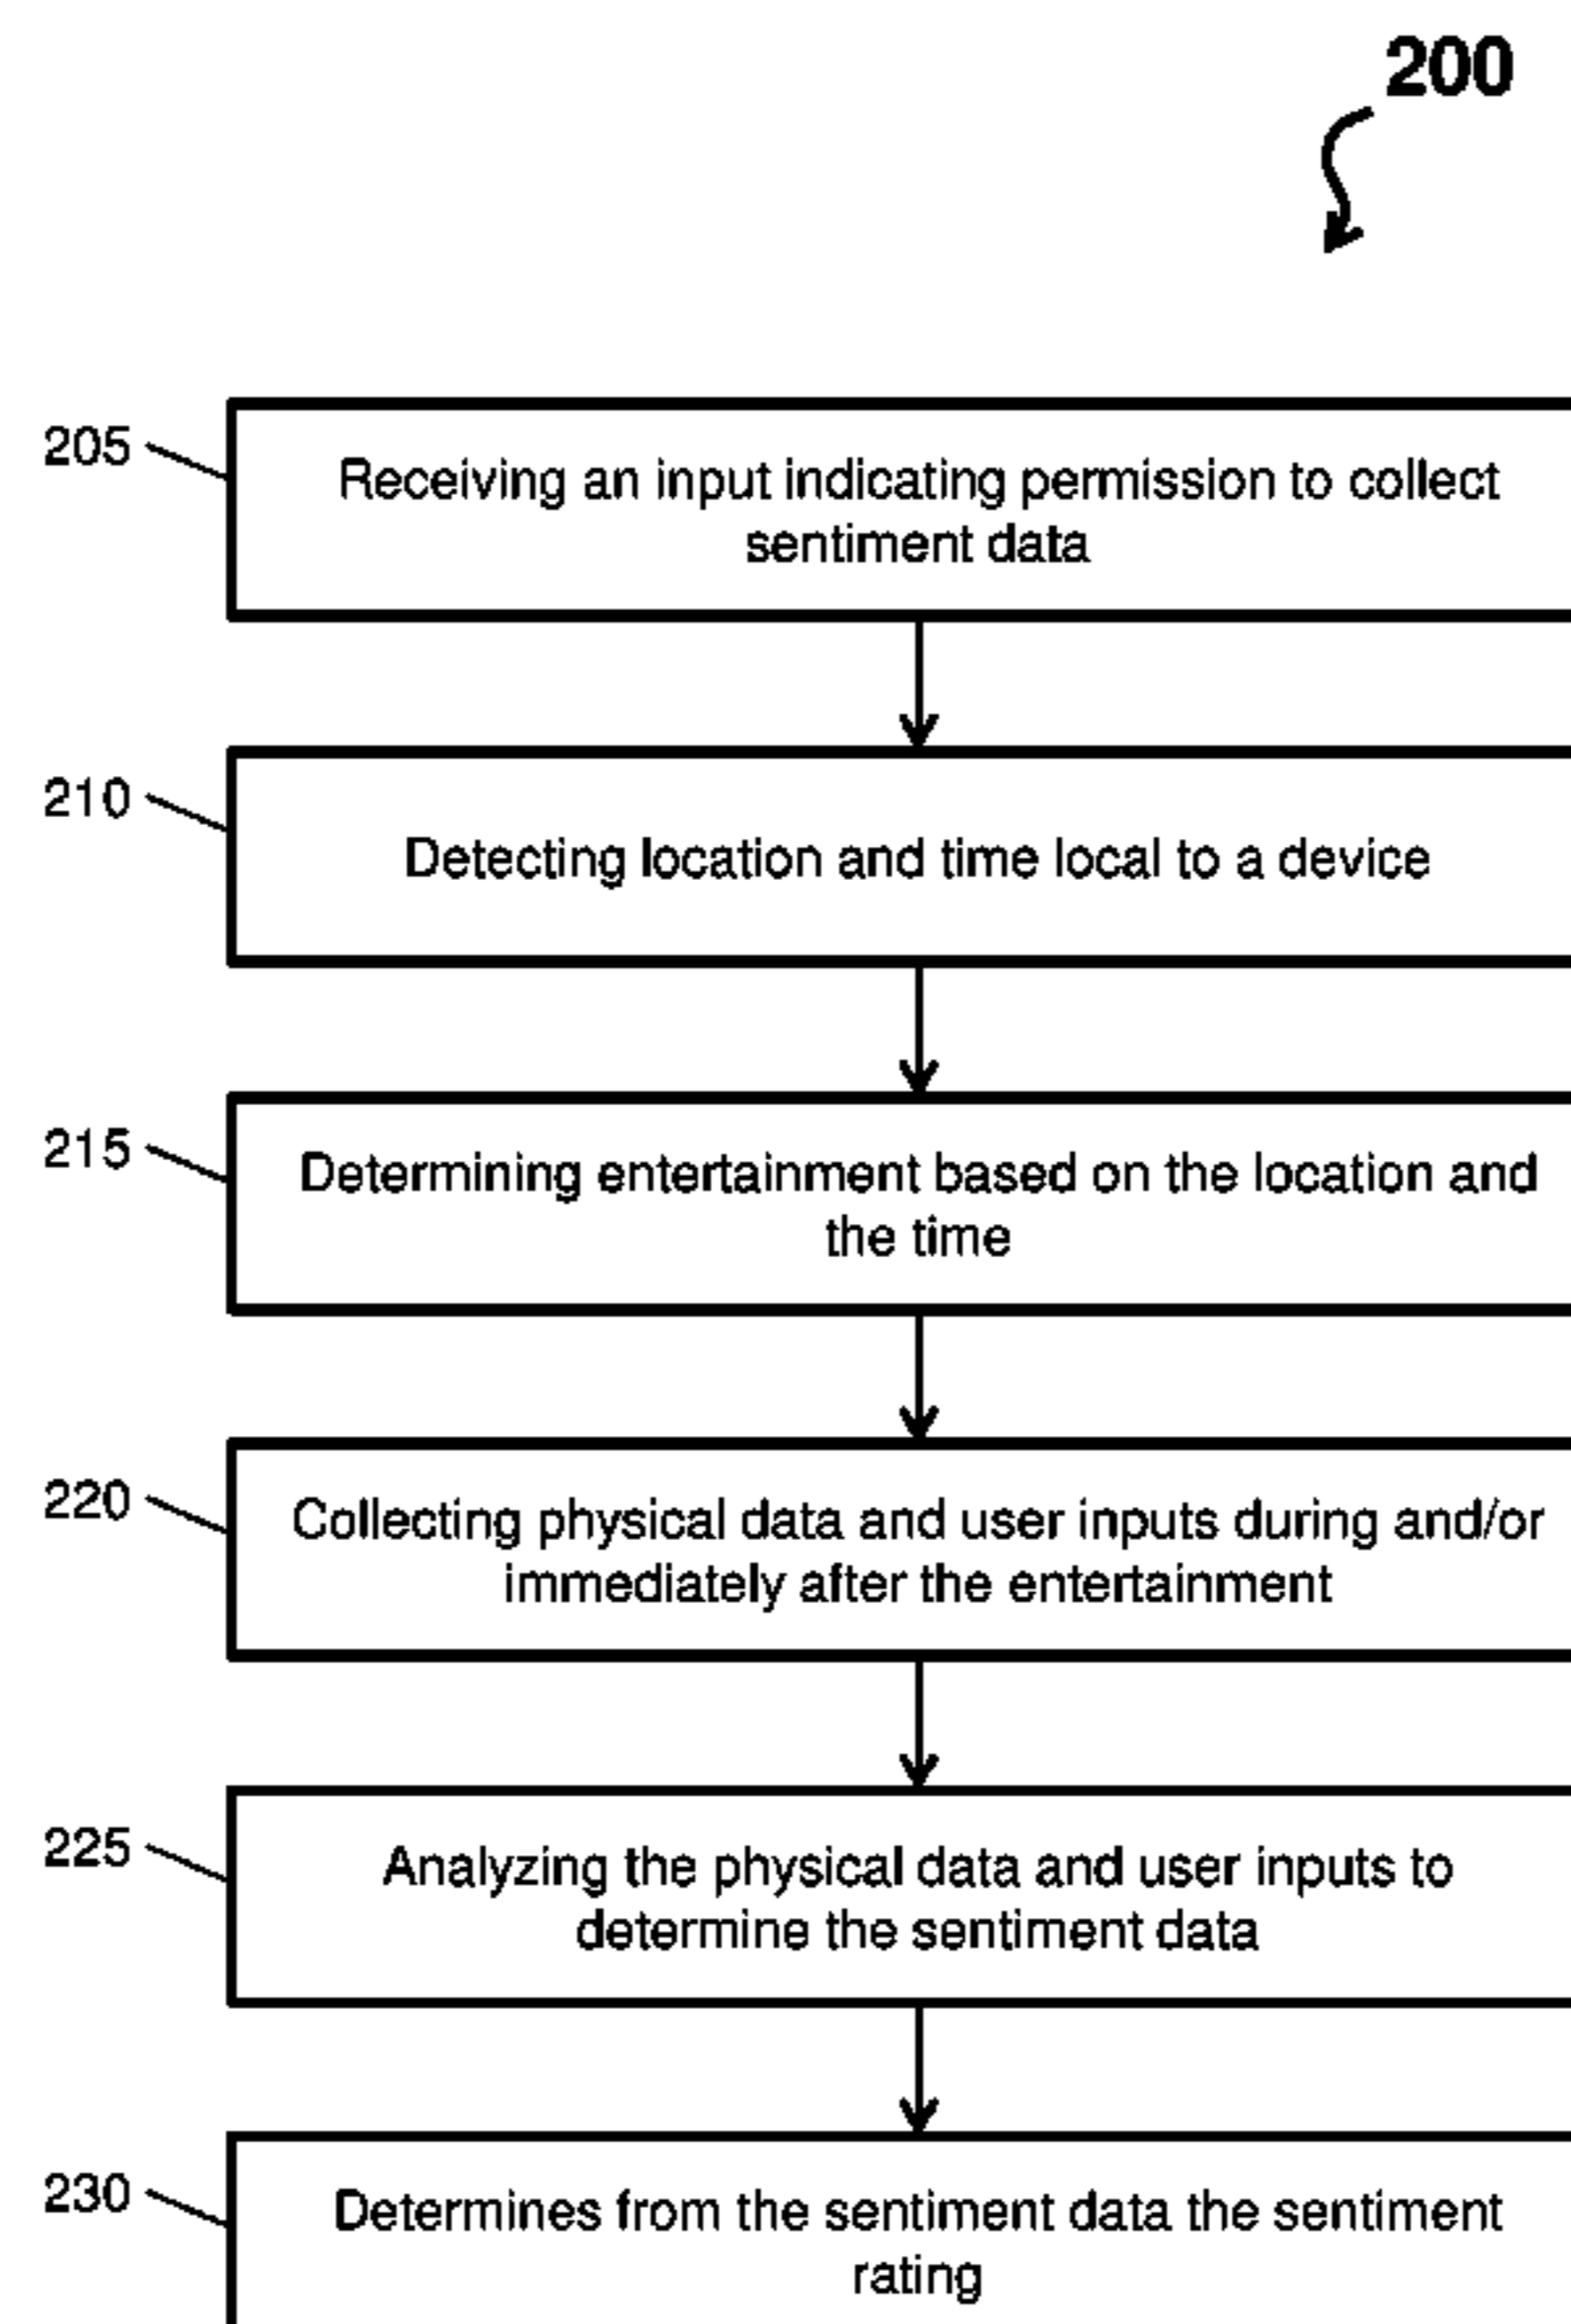 200
205
Receiving an input indicating permission to collect
sentiment data
210
Detecting location and time local to a device
215
Determining entertainment based on the location and
the time
220
Collecting physical data and user inputs during and/or
immediately after the entertainment
225
Analyzing the physical data and user inputs to
determine the sentiment data
230
Determines from the sentiment data the sentiment
rating